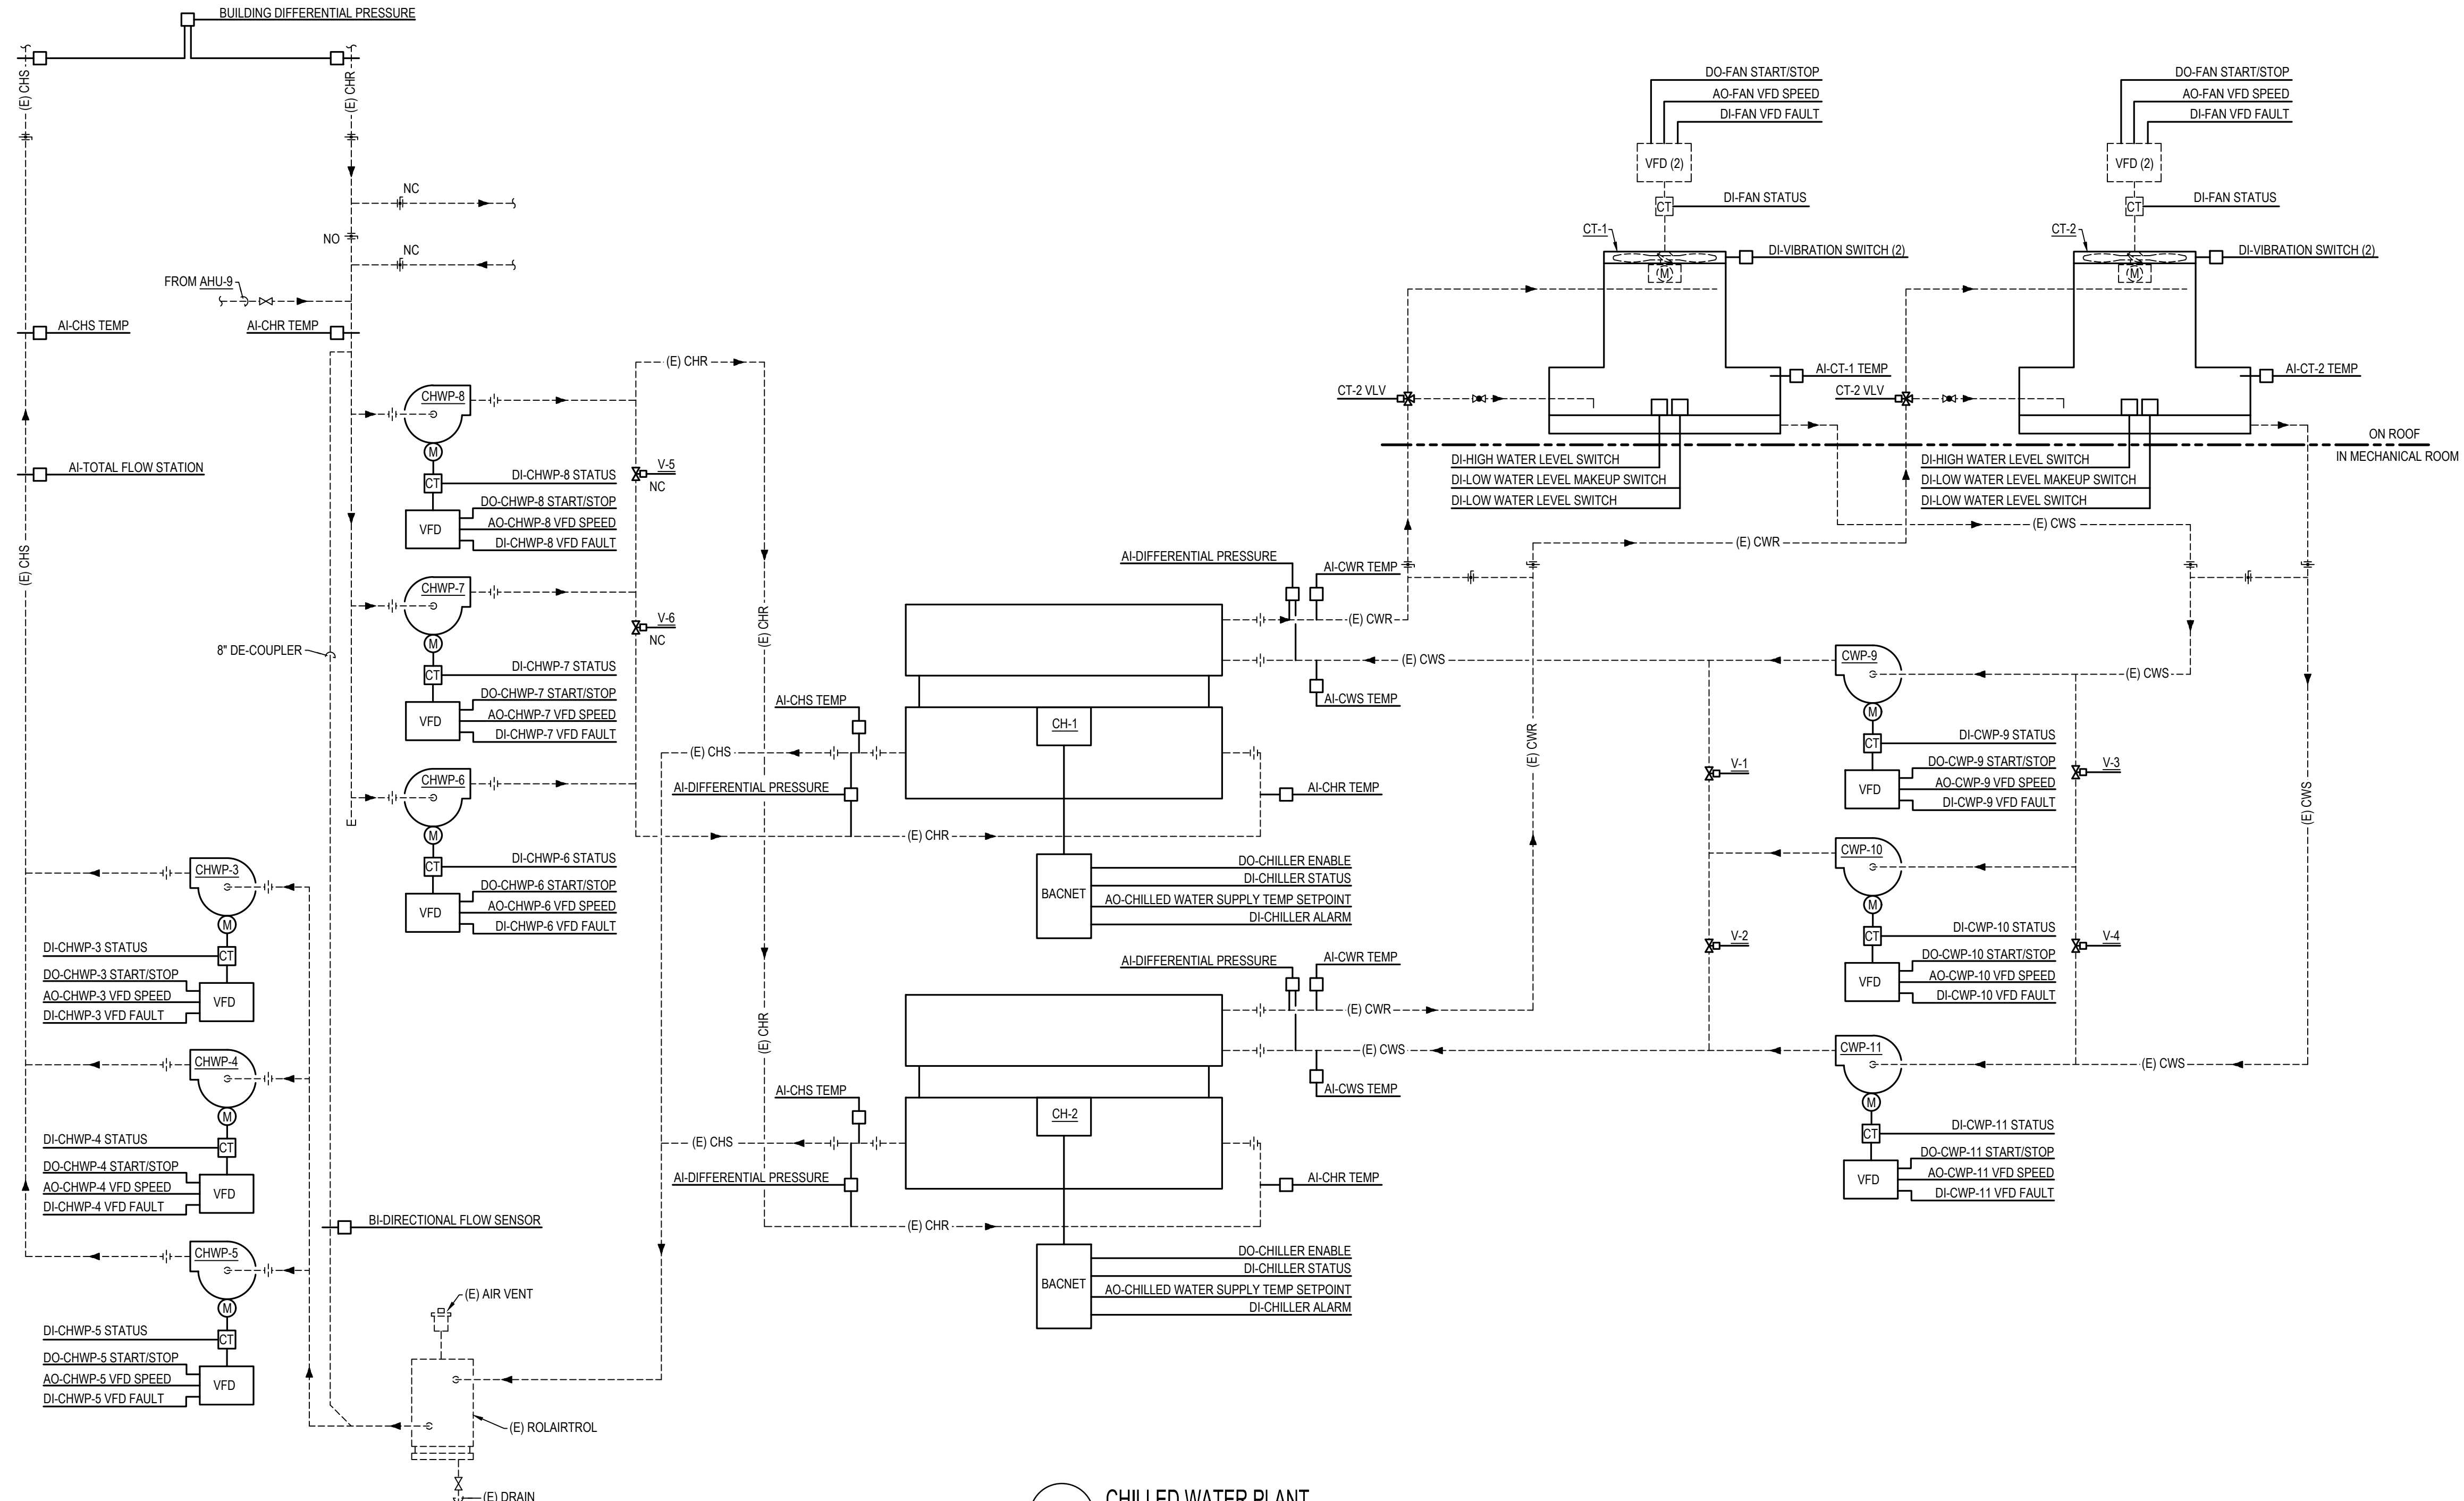 BUILDING DIFFERENTIAL PRESSURE
(E) CHS
(E) CHR
NC
NO
NC
FROM AHU-9
AI-CHS TEMP
AI-CHR TEMP
AI-TOTAL FLOW STATION
(E) CHS
8" DE-COUPLER
CHWP-8
M
CT
VFD
DI-CHWP-8 STATUS
DO-CHWP-8 START/STOP
AO-CHWP-8 VFD SPEED
DI-CHWP-8 VFD FAULT
CHWP-7
M
CT
VFD
DI-CHWP-7 STATUS
DO-CHWP-7 START/STOP
AO-CHWP-7 VFD SPEED
DI-CHWP-7 VFD FAULT
CHWP-6
M
CT
VFD
DI-CHWP-6 STATUS
DO-CHWP-6 START/STOP
AO-CHWP-6 VFD SPEED
DI-CHWP-6 VFD FAULT
V-5
NC
V-6
NC
CHWP-3
M
CT
VFD
DI-CHWP-3 STATUS
DO-CHWP-3 START/STOP
AO-CHWP-3 VFD SPEED
DI-CHWP-3 VFD FAULT
CHWP-4
M
CT
VFD
DI-CHWP-4 STATUS
DO-CHWP-4 START/STOP
AO-CHWP-4 VFD SPEED
DI-CHWP-4 VFD FAULT
CHWP-5
M
CT
VFD
DI-CHWP-5 STATUS
DO-CHWP-5 START/STOP
AO-CHWP-5 VFD SPEED
DI-CHWP-5 VFD FAULT
BI-DIRECTIONAL FLOW SENSOR
(E) AIR VENT
(E) ROLAIRTROL
(E) DRAIN
(E) CHR
(E) CHR
(E) CHR
AI-DIFFERENTIAL PRESSURE
AI-CWR TEMP
(E) CWR
(E) CWS
AI-CWS TEMP
AI-CHS TEMP
CH-1
(E) CHS
AI-DIFFERENTIAL PRESSURE
AI-CHR TEMP
(E) CHR
BACNET
DO-CHILLER ENABLE
DI-CHILLER STATUS
AO-CHILLED WATER SUPPLY TEMP SETPOINT
DI-CHILLER ALARM
AI-DIFFERENTIAL PRESSURE
AI-CWR TEMP
(E) CWR
(E) CWS
AI-CWS TEMP
AI-CHS TEMP
CH-2
(E) CHS
AI-DIFFERENTIAL PRESSURE
AI-CHR TEMP
(E) CHR
BACNET
DO-CHILLER ENABLE
DI-CHILLER STATUS
AO-CHILLED WATER SUPPLY TEMP SETPOINT
DI-CHILLER ALARM
DO-FAN START/STOP
AO-FAN VFD SPEED
DI-FAN VFD FAULT
VFD (2)
DI-FAN STATUS
CT
CT-1
DI-VIBRATION SWITCH (2)
M
AI-CT-1 TEMP
CT-2 VLV
DI-HIGH WATER LEVEL SWITCH
DI-LOW WATER LEVEL MAKEUP SWITCH
DI-LOW WATER LEVEL SWITCH
DO-FAN START/STOP
AO-FAN VFD SPEED
DI-FAN VFD FAULT
VFD (2)
DI-FAN STATUS
CT
CT-2
DI-VIBRATION SWITCH (2)
M
AI-CT-2 TEMP
CT-2 VLV
DI-HIGH WATER LEVEL SWITCH
DI-LOW WATER LEVEL MAKEUP SWITCH
DI-LOW WATER LEVEL SWITCH
ON ROOF
IN MECHANICAL ROOM
(E) CWS
(E) CWR
(E) CWR
(E) CWS
(E) CWS
(E) CWS
CWP-9
M
CT
VFD
DI-CWP-9 STATUS
DO-CWP-9 START/STOP
AO-CWP-9 VFD SPEED
DI-CWP-9 VFD FAULT
CWP-10
M
CT
VFD
DI-CWP-10 STATUS
DO-CWP-10 START/STOP
AO-CWP-10 VFD SPEED
DI-CWP-10 VFD FAULT
CWP-11
M
CT
VFD
DI-CWP-11 STATUS
DO-CWP-11 START/STOP
AO-CWP-11 VFD SPEED
DI-CWP-11 VFD FAULT
V-1
V-2
V-3
V-4
CHILLED WATER PLANT